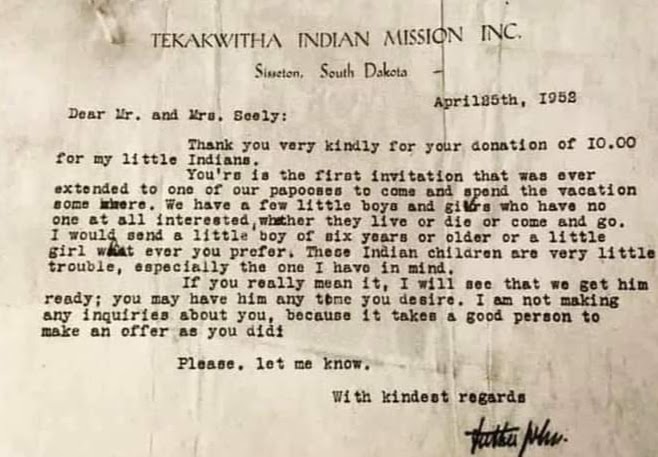 TEKAKWITHA INDIAN MISSION INC.
Sisseton, South Dakota
April25th, I952
Dear Mr. and Mrs. Seely:
Thank you very kindly for your donation of I0.00
for my little Indians.
You'rs is the first invitation that was ever
extended to one of our papooses to come and spend the vacation
some where. We have a few little boys and girls who have no
one at all interested, whether they live or die or come and go.
I would send a little boy of six years or older or a little
girl what ever you prefer. These Indian children are very little
trouble, especially the one I have in mind.
If you really mean it, I will see that we get him
ready; you may have him any time you desire. I am not making
any inquiries about you, because it takes a good person to
make an offer as you did!
Please. let me know.
With kindest regards
Father John.